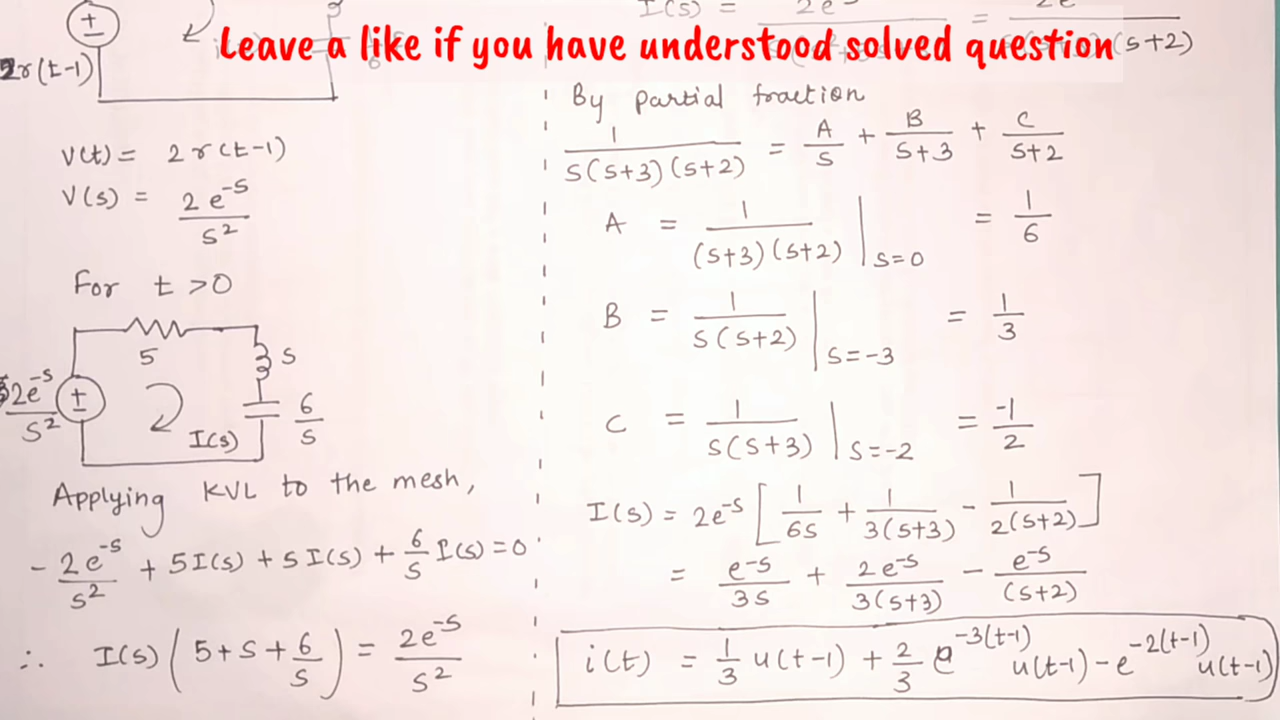 Leave a like if you have understood solved question
2r(t-1)
V(t) = 2r(t-1)
V(s) = 2e^-s / s^2
For t >0
5
s
2e^-s / s^2
±
I(s)
6/s
Applying KVL to the mesh,
- 2e^-s / s^2 + 5I(s) + sI(s) + 6/s I(s) = 0
∴ I(s) ( 5+s+ 6/s ) = 2e^-s / s^2
I(s) = 2e =
(s+2)
By partial fraction
1 / s(s+3)(s+2) = A/s + B/s+3 + C/s+2
A = 1 / (s+3)(s+2) | s=0 = 1/6
B = 1 / s(s+2) | s=-3 = 1/3
C = 1 / s(s+3) | s=-2 = -1/2
I(s) = 2e^-s [ 1/6s + 1/3(s+3) - 1/2(s+2) ]
= e^-s / 3s + 2e^-s / 3(s+3) - e^-s / (s+2)
i(t) = 1/3 u(t-1) + 2/3 e^-3(t-1) u(t-1) - e^-2(t-1) u(t-1)